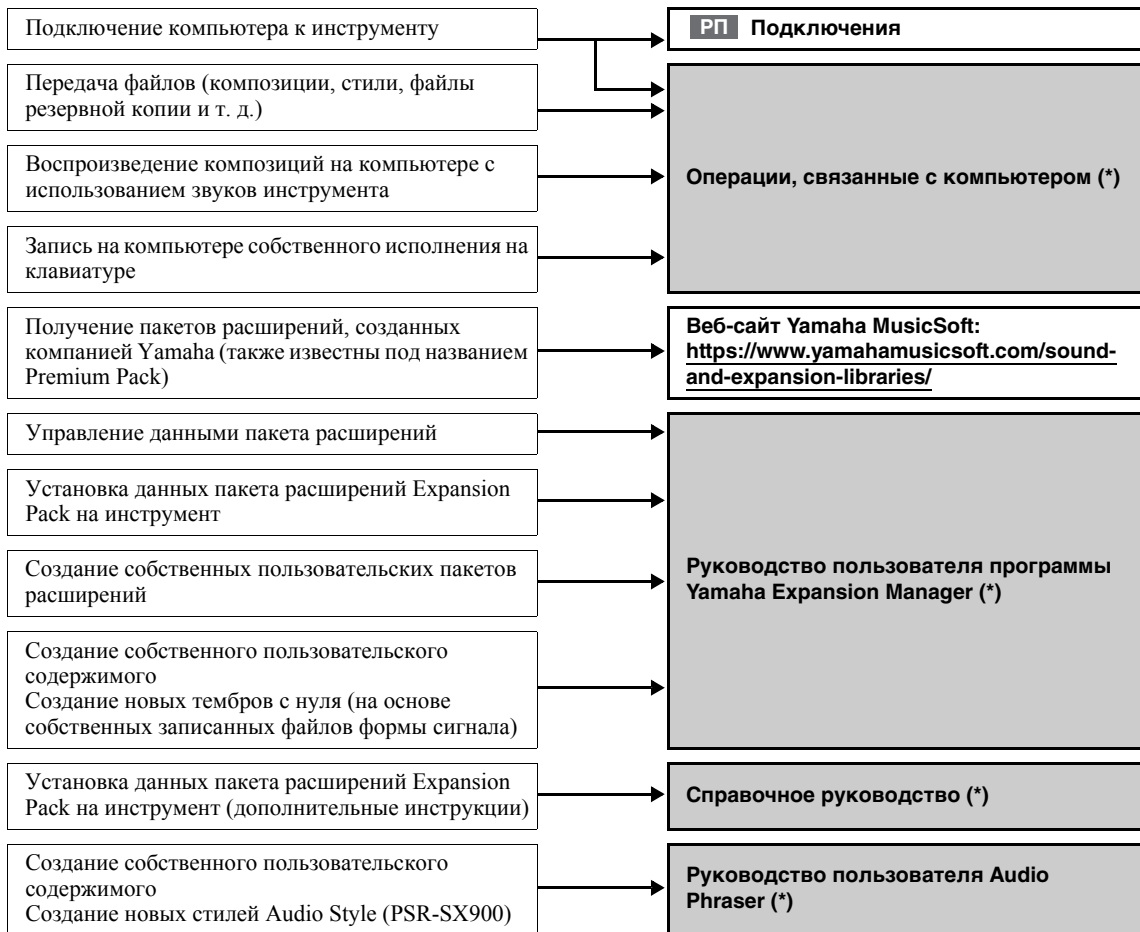 Подключение компьютера к инструменту
РП Подключения
Передача файлов (композиции, стили, файлы
резервной копии и т. д.)
Воспроизведение композиций на компьютере с
использованием звуков инструмента
Запись на компьютере собственного исполнения на
клавиатуре
Операции, связанные с компьютером (*)
Получение пакетов расширений, созданных
компанией Yamaha (также известны под названием
Premium Pack)
Веб-сайт Yamaha MusicSoft:
https://www.yamahamusicsoft.com/sound-
and-expansion-libraries/
Управление данными пакета расширений
Установка данных пакета расширений Expansion
Pack на инструмент
Создание собственных пользовательских пакетов
расширений
Создание собственного пользовательского
содержимого
Создание новых тембров с нуля (на основе
собственных записанных файлов формы сигнала)
Руководство пользователя программы
Yamaha Expansion Manager (*)
Установка данных пакета расширений Expansion
Pack на инструмент (дополнительные инструкции)
Справочное руководство (*)
Создание собственного пользовательского
содержимого
Создание новых стилей Audio Style (PSR-SX900)
Руководство пользователя Audio
Phraser (*)